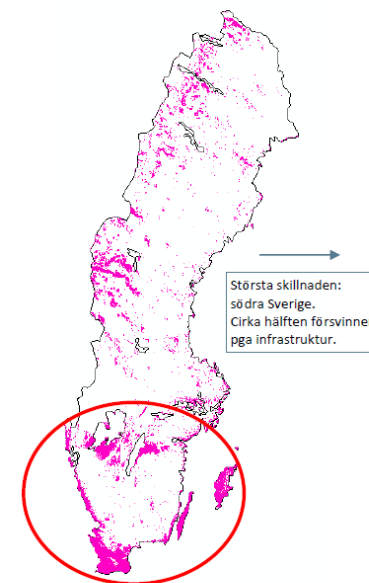 Största skillnaden:
södra Sverige.
Cirka hälften försvinner
pga infrastruktur.